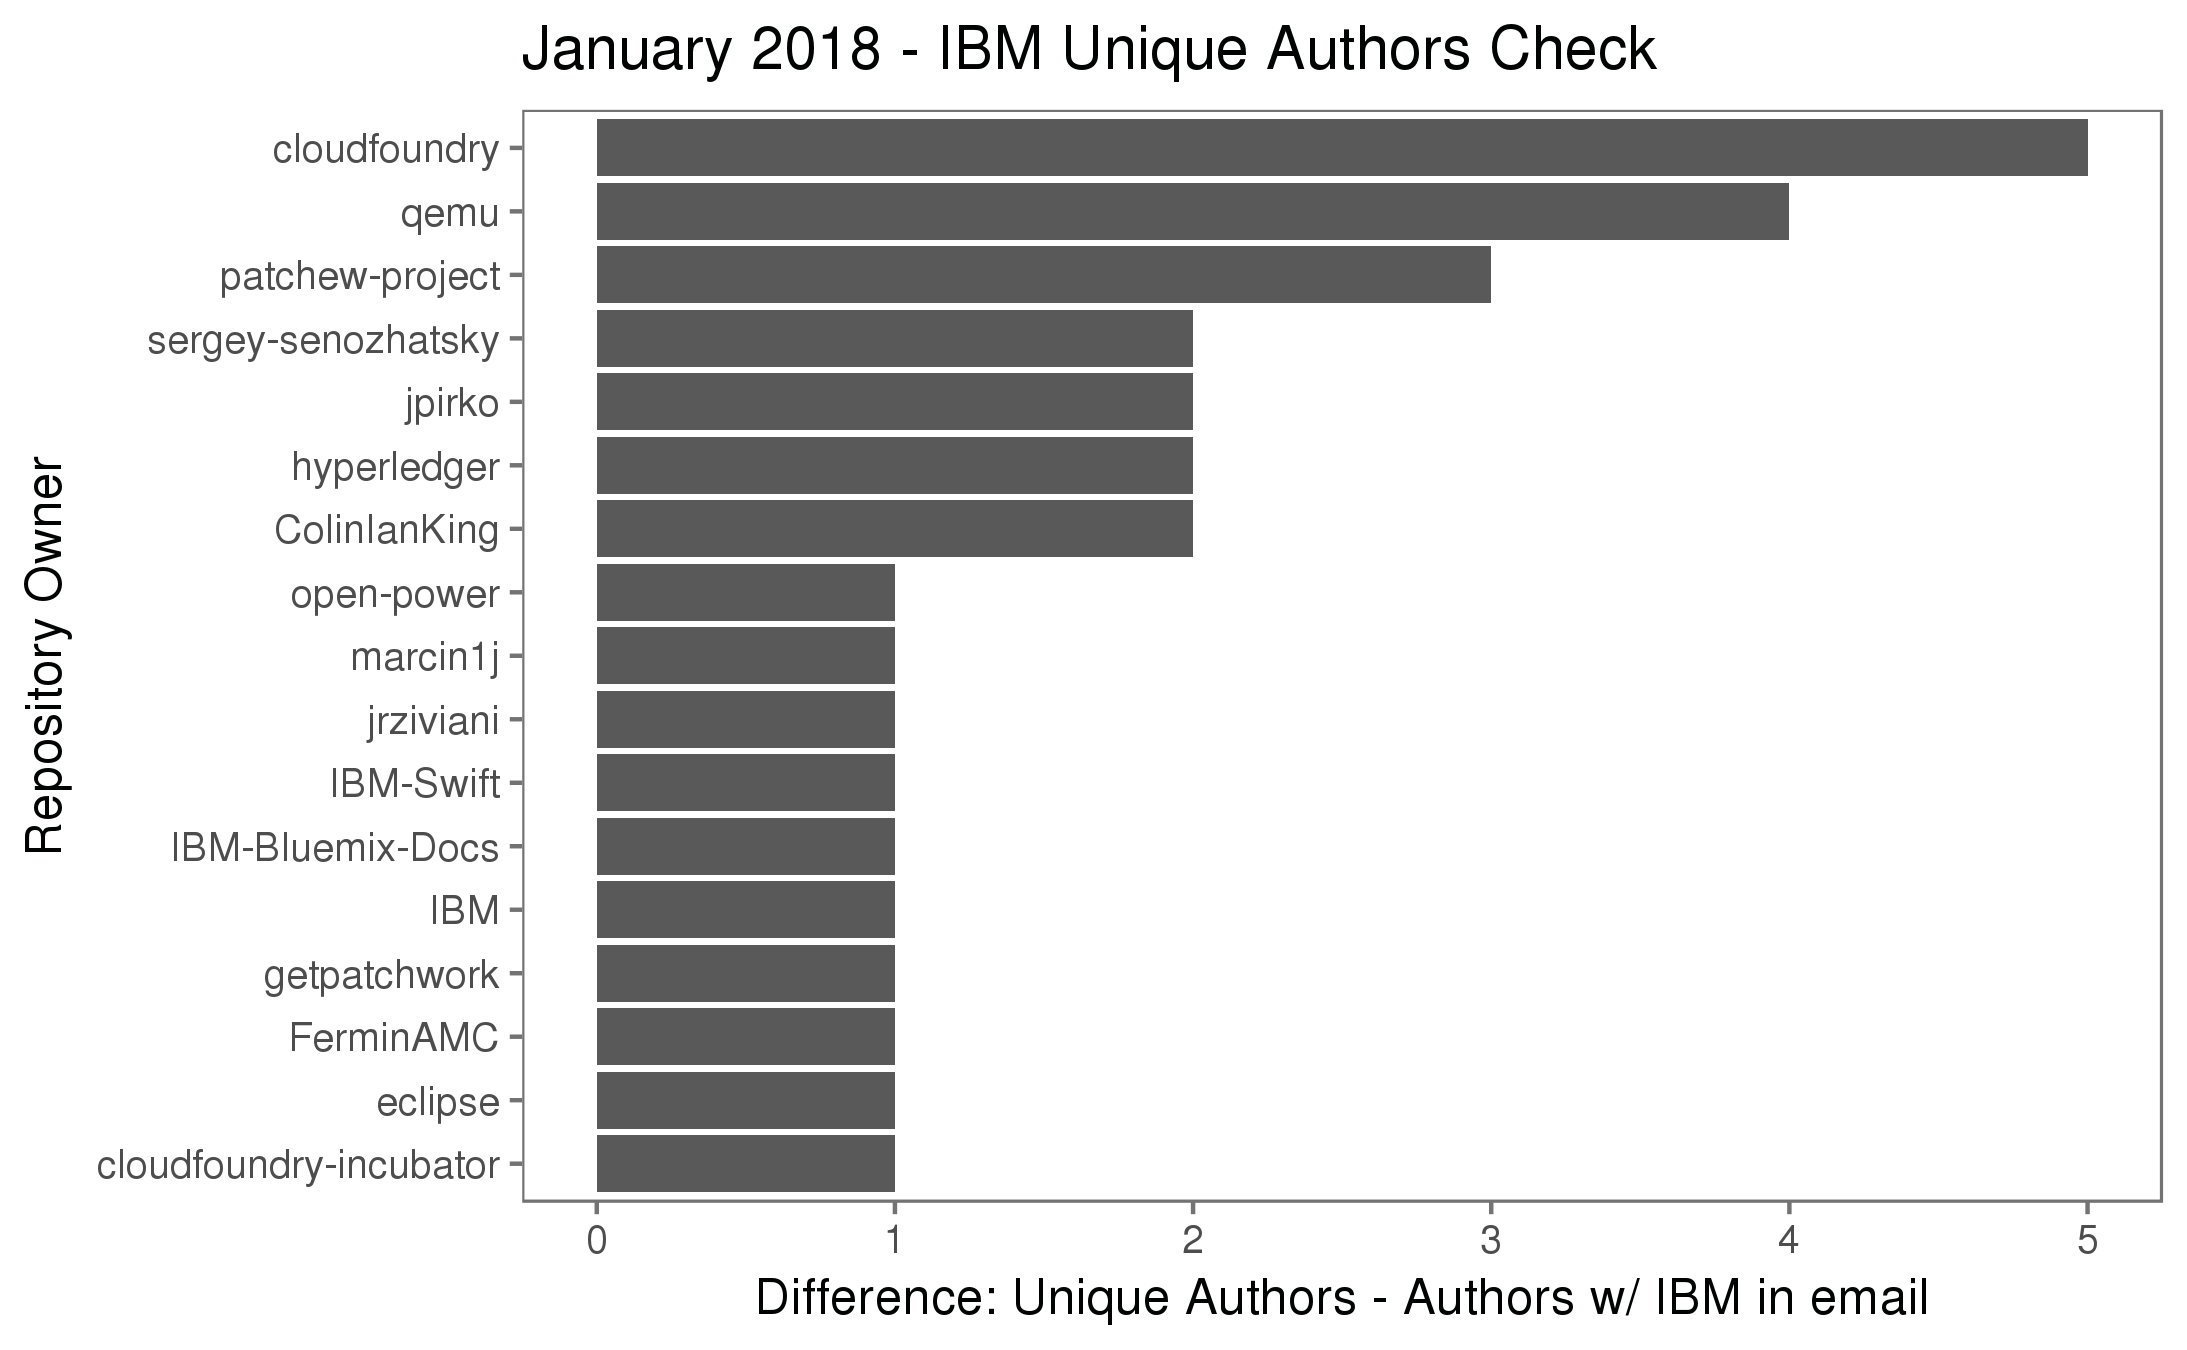 January 2018 - IBM Unique Authors Check
Repository Owner
cloudfoundry
qemu
patchew-project
sergey-senozhatsky
jpirko
hyperledger
ColinIanKing
open-power
marcin1j
jrziviani
IBM-Swift
IBM-Bluemix-Docs
IBM
getpatchwork
FerminAMC
eclipse
cloudfoundry-incubator
0 1 2 3 4 5
Difference: Unique Authors - Authors w/ IBM in email